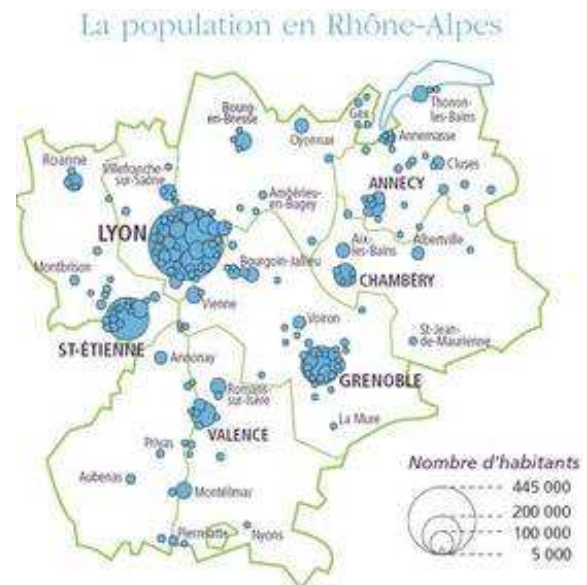 La population en Rhône-Alpes
Bourg-
en-Bresse
Oyonnax
Gex
Thonon-
les-Bains
Annemasse
Roanne
Villefranche-
sur-Saône
Cluses
ANNECY
Ambérieu-
en-Bugey
LYON
Aix-
les-Bains
Albertville
Montbrison
Bourgoin-Jallieu
CHAMBÉRY
Vienne
Voiron
St-Jean-
de-Maurienne
ST-ÉTIENNE
Annonay
GRENOBLE
Romans-
sur-Isère
VALENCE
La Mure
Privas
Aubenas
Montélimar
Pierrelatte
Nyons
Nombre d'habitants
445 000
200 000
100 000
5 000